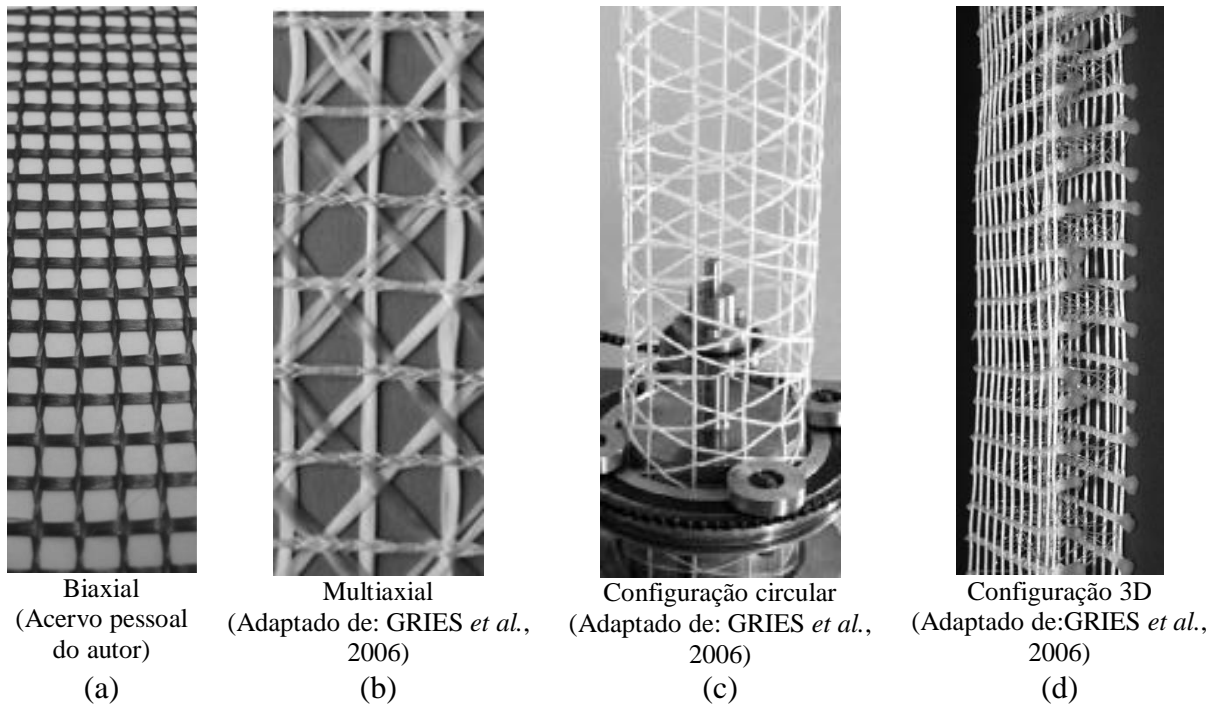 Biaxial
(Acervo pessoal
do autor)
(a)
Multiaxial
(Adaptado de: GRIES et al.,
2006)
(b)
Configuração circular
(Adaptado de: GRIES et al.,
2006)
(c)
Configuração 3D
(Adaptado de:GRIES et al.,
2006)
(d)